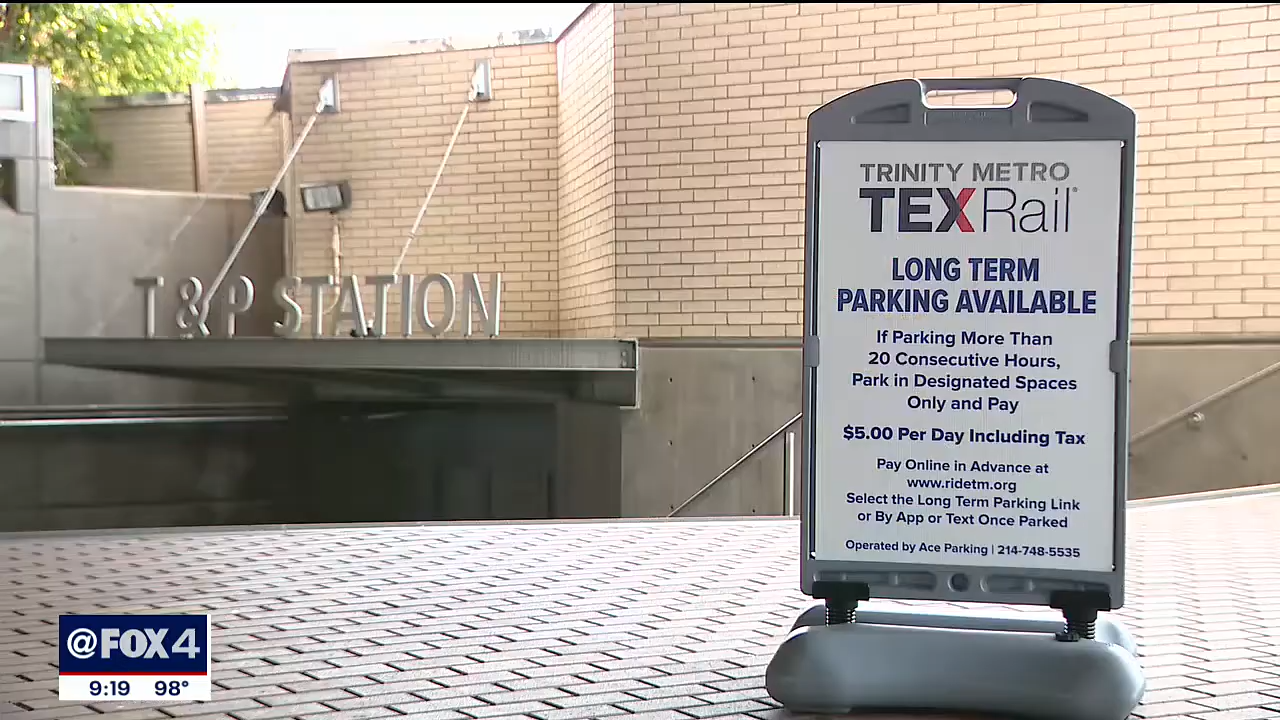 T & P STATION
TRINITY METRO
TEXRail
LONG TERM
PARKING AVAILABLE
If Parking More Than
20 Consecutive Hours,
Park in Designated Spaces
Only and Pay
$5.00 Per Day Including Tax
Pay Online in Advance at
www.ridetm.org
Select the Long Term Parking Link
or By App or Text Once Parked
Operated by Ace Parking | 214-748-5535
@FOX 4
9:19 98°